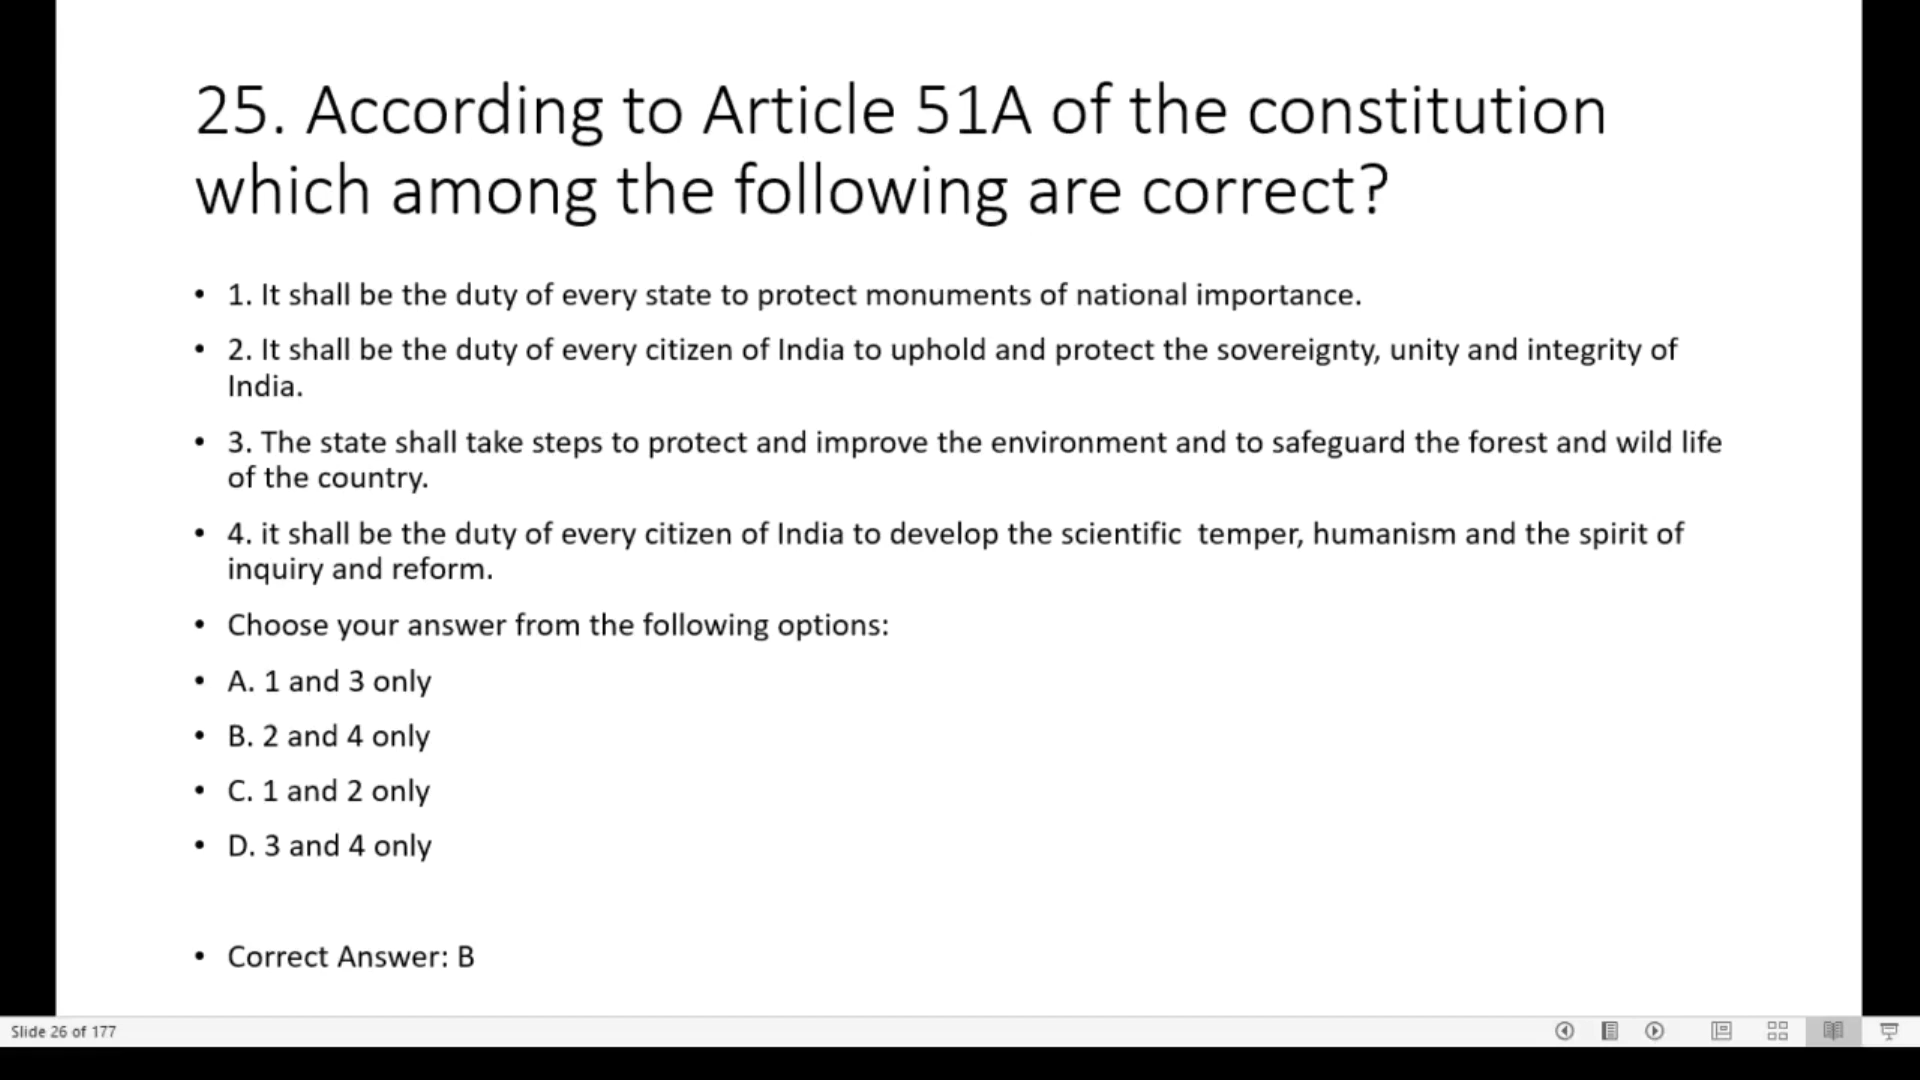 25. According to Article 51A of the constitution
which among the following are correct?
• 1. It shall be the duty of every state to protect monuments of national importance.
• 2. It shall be the duty of every citizen of India to uphold and protect the sovereignty, unity and integrity of
India.
• 3. The state shall take steps to protect and improve the environment and to safeguard the forest and wild life
of the country.
• 4. it shall be the duty of every citizen of India to develop the scientific  temper, humanism and the spirit of
inquiry and reform.
• Choose your answer from the following options:
• A. 1 and 3 only
• B. 2 and 4 only
• C. 1 and 2 only
• D. 3 and 4 only
• Correct Answer: B
Slide 26 of 177